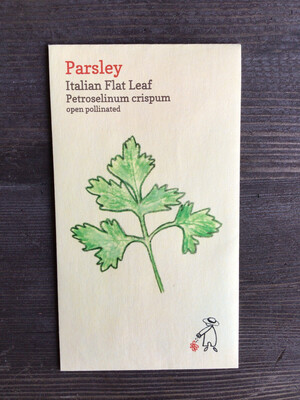 Parsley
Italian Flat Leaf
Petroselinum crispum
open pollinated